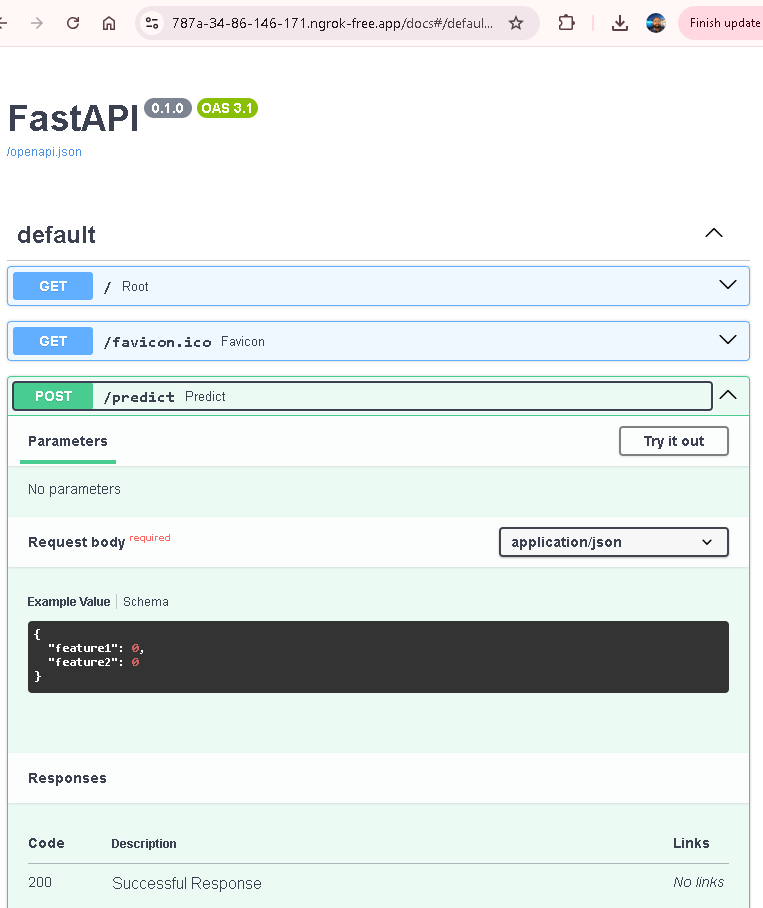 787a-34-86-146-171.ngrok-free.app/docs#/defaul...
Finish update
FastAPI 0.1.0 OAS 3.1
/openapi.json
default
GET / Root
GET /favicon.ico Favicon
POST /predict Predict
Parameters Try it out
No parameters
Request body required application/json
Example Value Schema
{
"feature1": 0,
"feature2": 0
}
Responses
Code Description Links
200 Successful Response No links